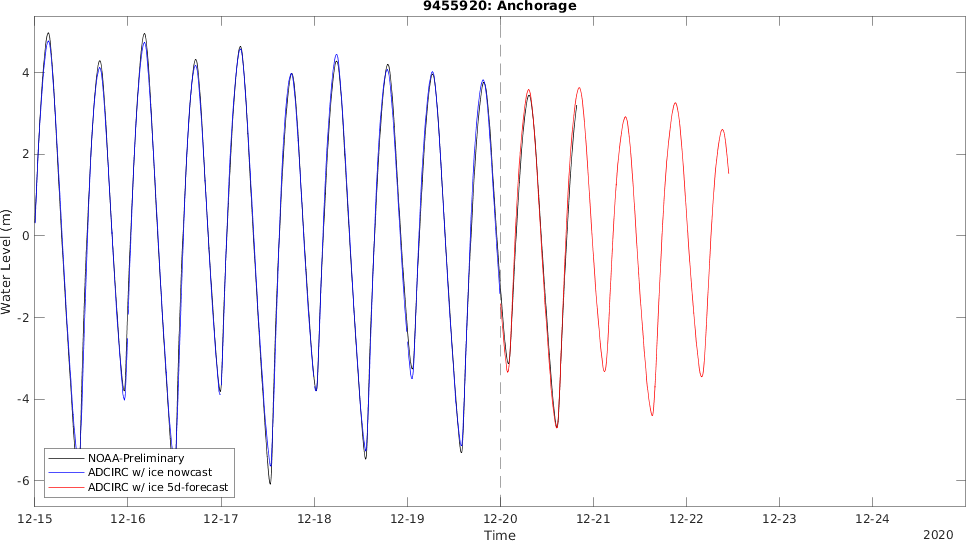 9455920: Anchorage
Water Level (m)
4
2
0
-2
-4
-6
NOAA-Preliminary
ADCIRC w/ ice nowcast
ADCIRC w/ ice 5d-forecast
12-15 12-16 12-17 12-18 12-19 12-20 12-21 12-22 12-23 12-24
Time
2020